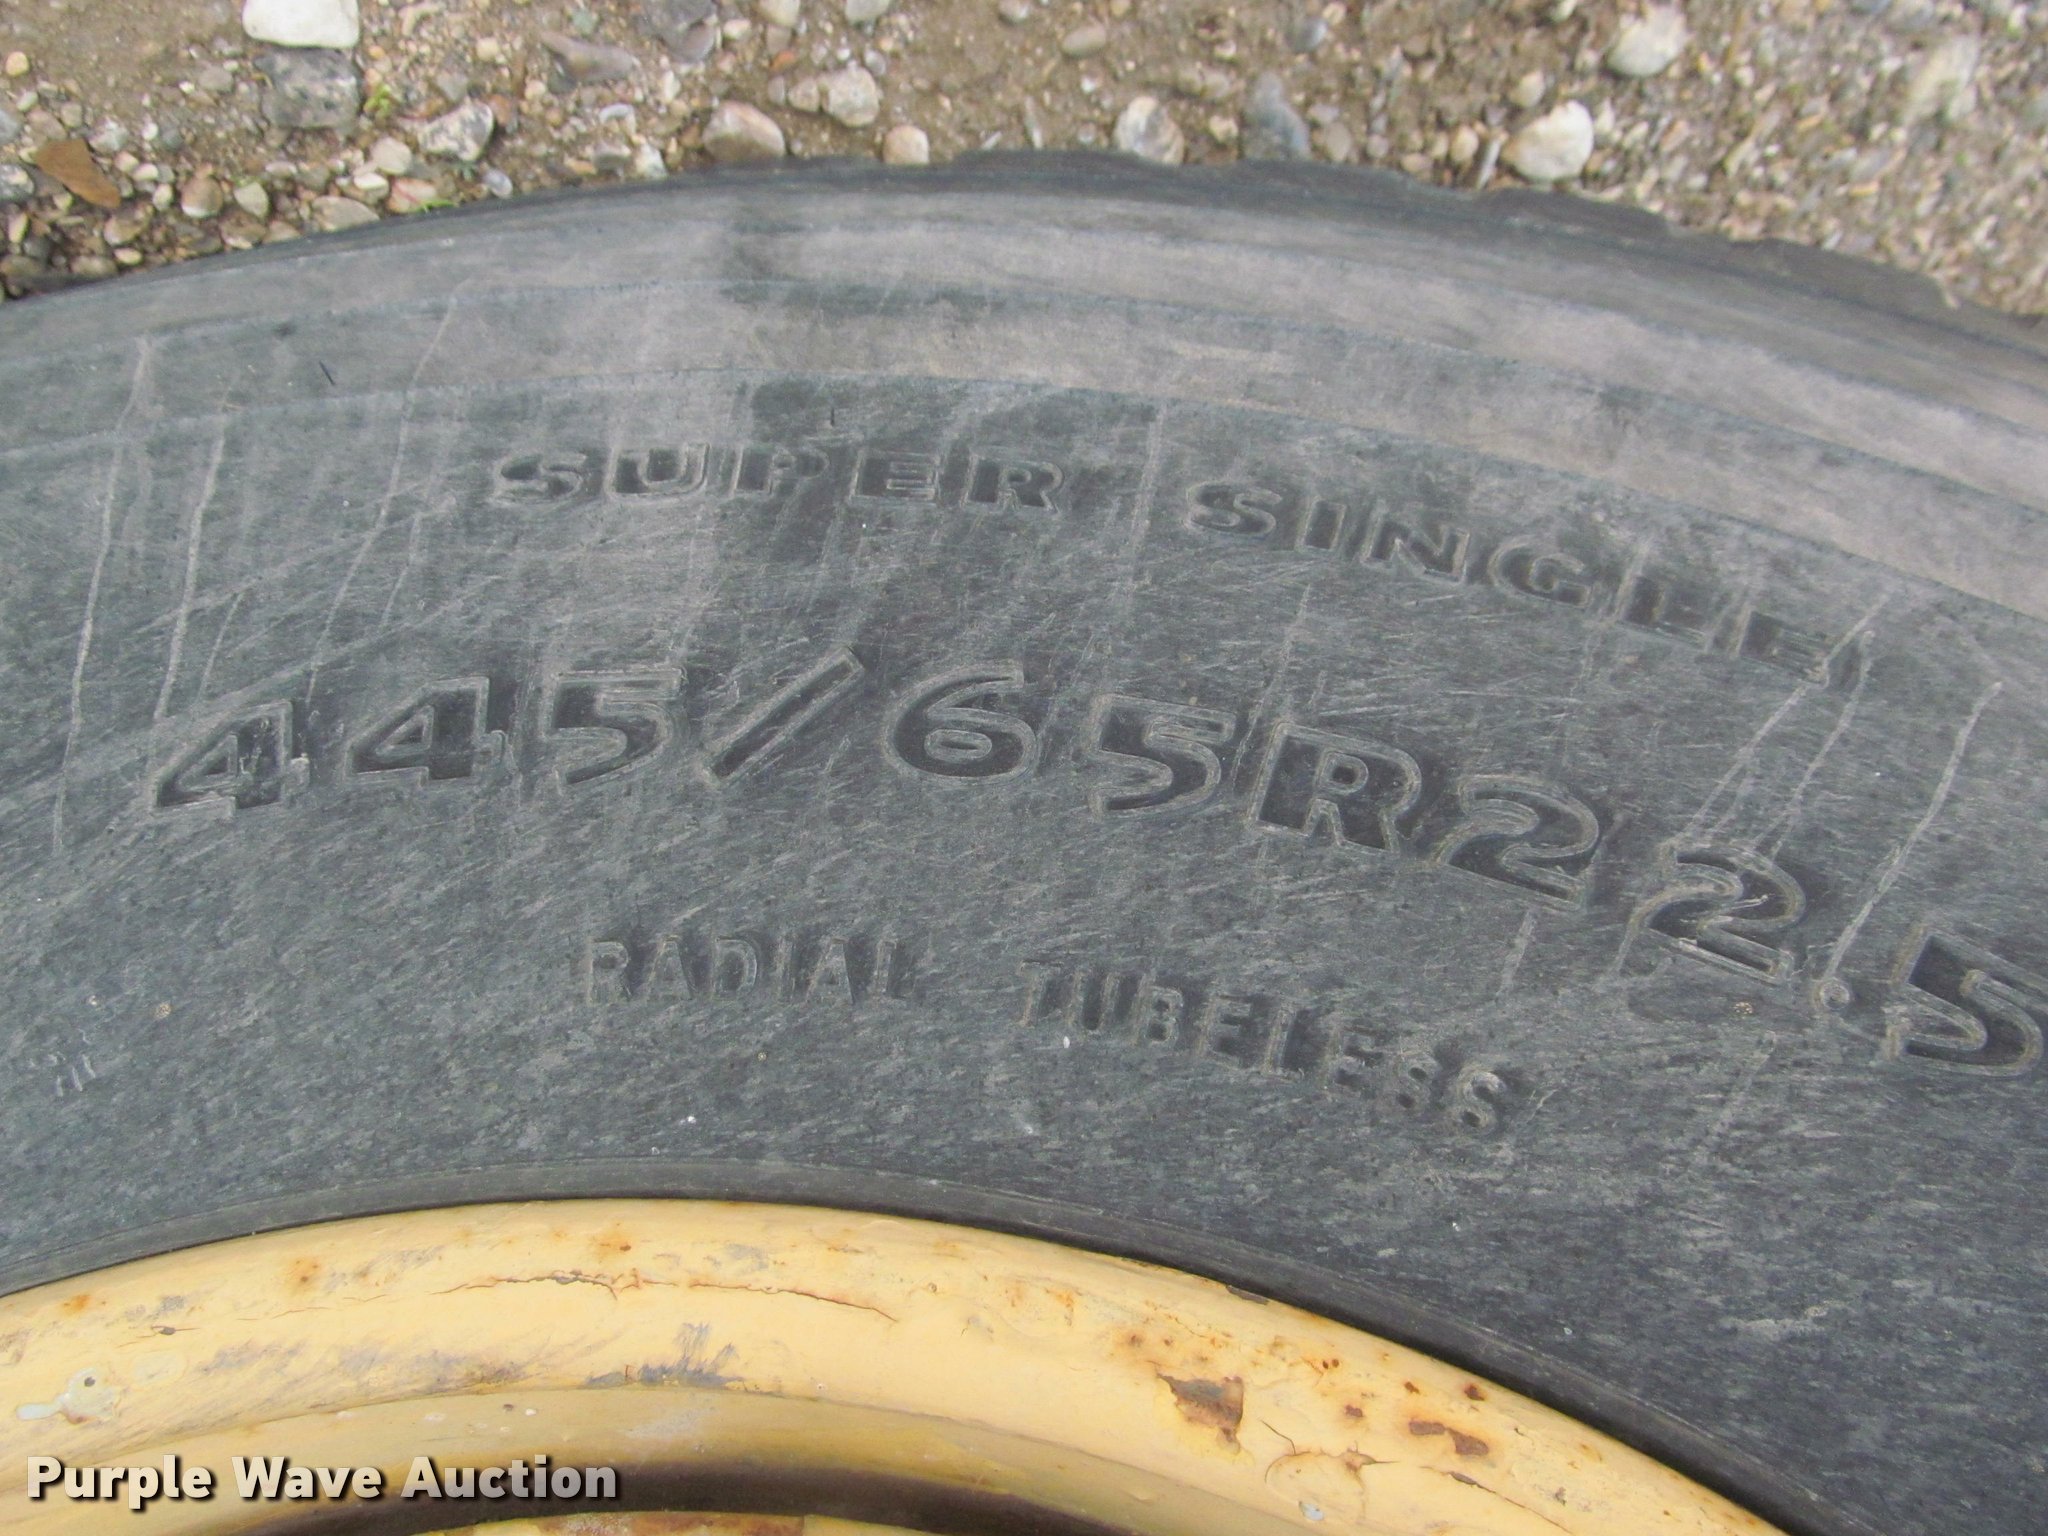 SUPER SINGLE
445/65R22.5
RADIAL TUBELESS
Purple Wave Auction